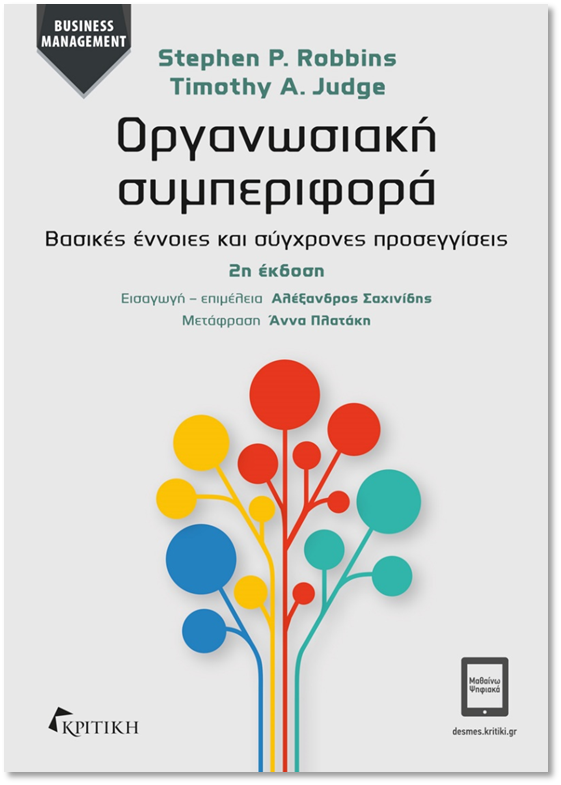 BUSINESS
MANAGEMENT
Stephen P. Robbins
Timothy A. Judge
Οργανωσιακή
συμπεριφορά
Βασικές έννοιες και σύγχρονες προσεγγίσεις
2η έκδοση
Εισαγωγή – επιμέλεια Αλέξανδρος Σαχινίδης
Μετάφραση Άννα Πλατάκη
Μαθαίνω
Ψηφιακά
ΚΡΙΤΙΚΗ
desmes.kritiki.gr